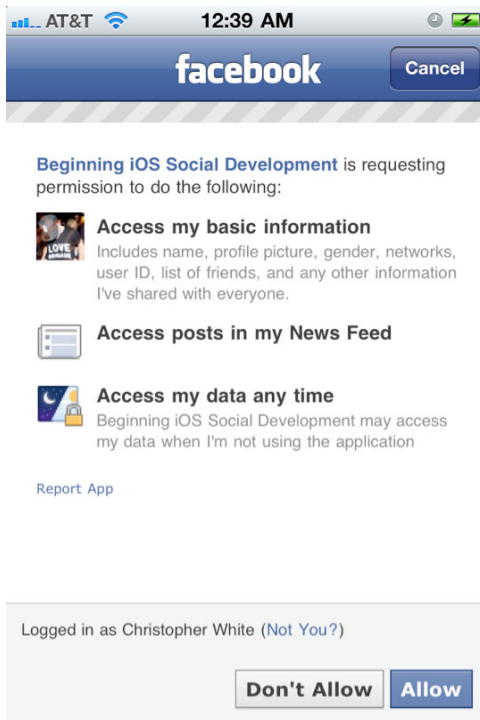 AT&T 12:39 AM
facebook Cancel
Beginning iOS Social Development is requesting
permission to do the following:
Access my basic information
Includes name, profile picture, gender, networks,
user ID, list of friends, and any other information
I've shared with everyone.
Access posts in my News Feed
Access my data any time
Beginning iOS Social Development may access
my data when I'm not using the application
Report App
Logged in as Christopher White (Not You?)
Don't Allow Allow